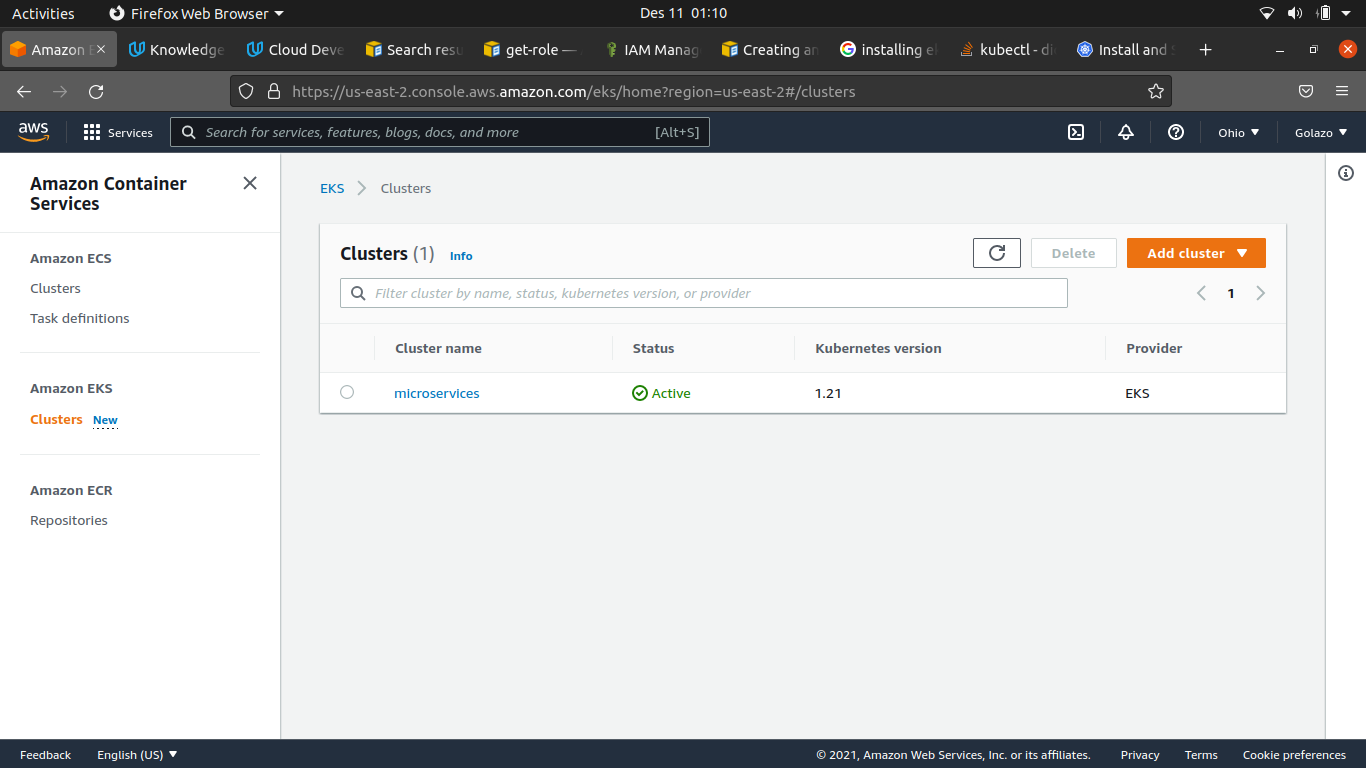 Activities Firefox Web Browser Des 11 01:10
Amazon E Knowledge Cloud Deve Search resu get-role — IAM Manag Creating an installing ek kubectl - di Install and S
https://us-east-2.console.aws.amazon.com/eks/home?region=us-east-2#/clusters
aws Services Search for services, features, blogs, docs, and more [Alt+S] Ohio Golazo
Amazon Container
Services
Amazon ECS
Clusters
Task definitions
Amazon EKS
Clusters New
Amazon ECR
Repositories
EKS Clusters
Clusters (1) Info Delete Add cluster
Filter cluster by name, status, kubernetes version, or provider 1
Cluster name Status Kubernetes version Provider
microservices Active 1.21 EKS
Feedback English (US) © 2021, Amazon Web Services, Inc. or its affiliates. Privacy Terms Cookie preferences